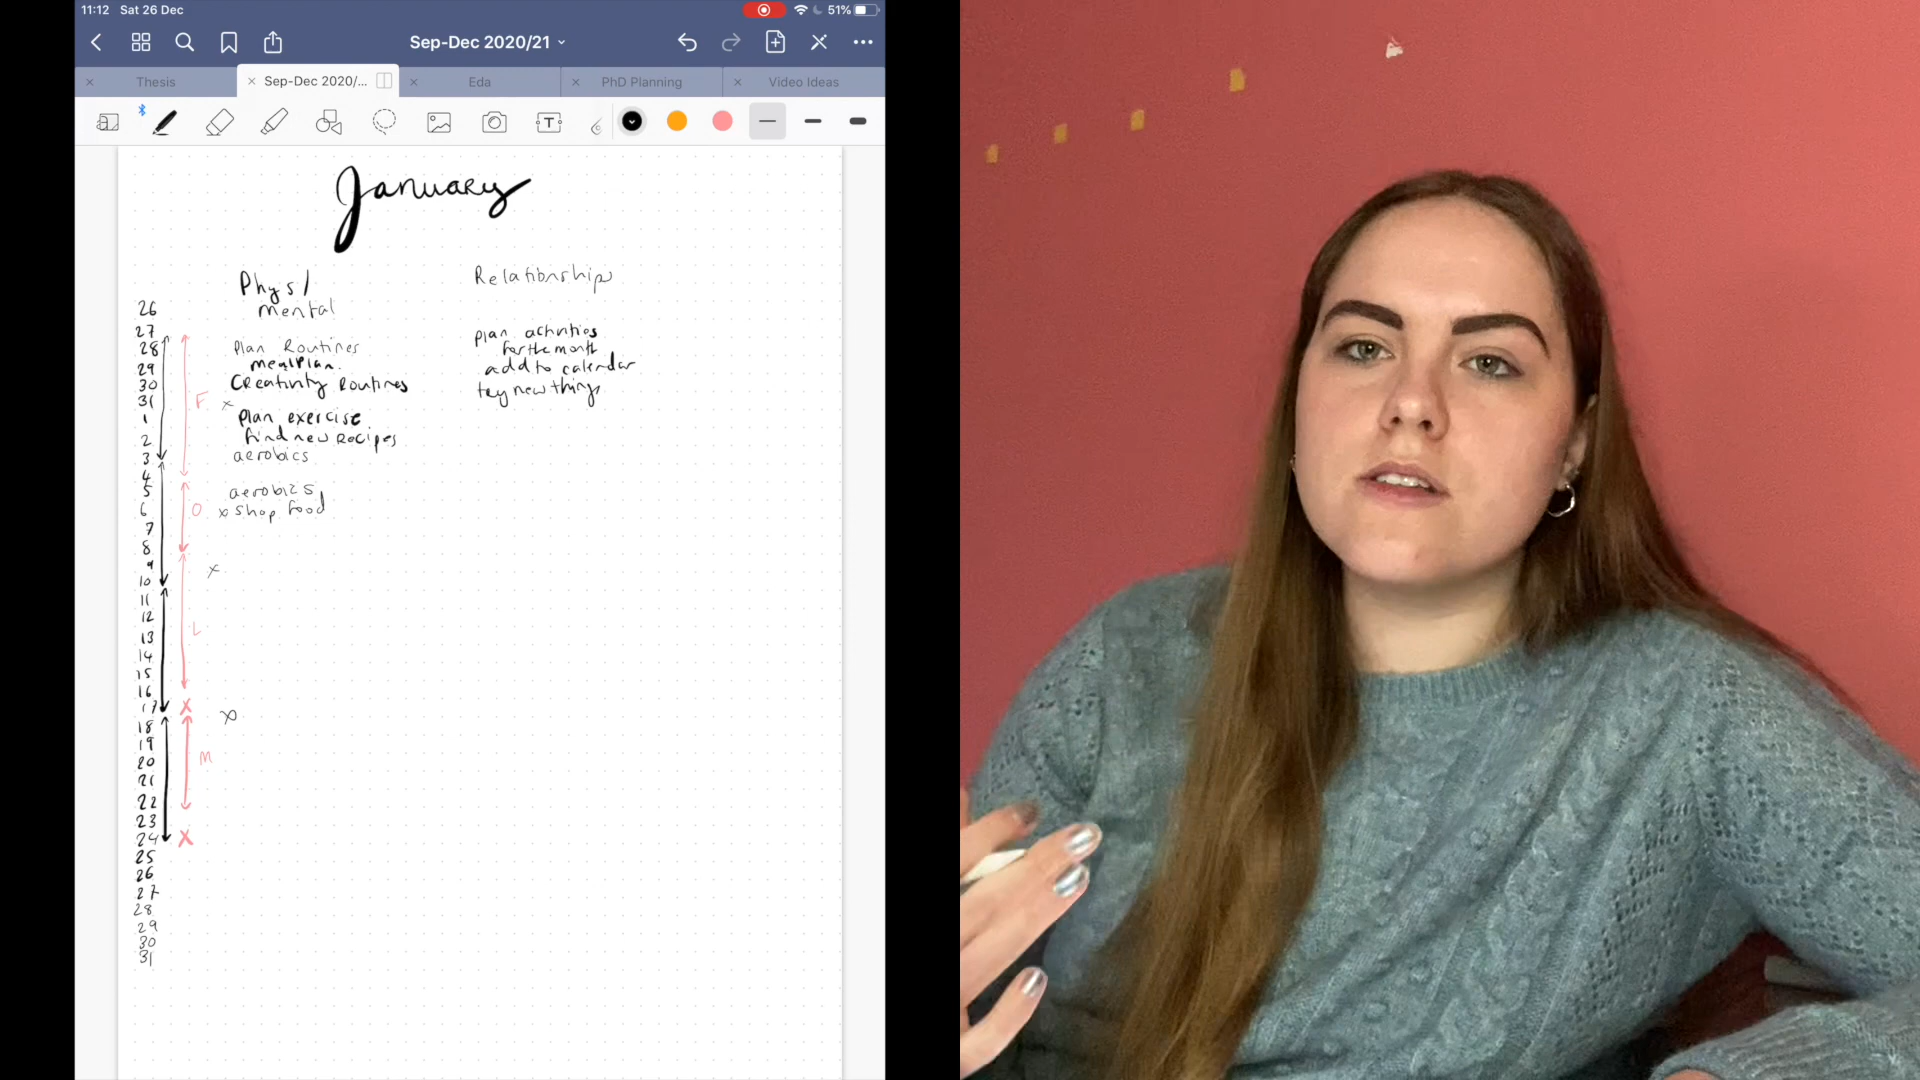 11:12 Sat 26 Dec
51%
Sep-Dec 2020/21
Thesis
Sep-Dec 2020/...
Eda
PhD Planning
Video Ideas
T
January
Phys/
mental
Relationships
26
27
28
29
30
31
1
2
3
4
5
6
7
8
9
10
11
12
13
14
15
16
17
18
19
20
21
22
23
24
25
26
27
28
29
30
31
F
O
L
X
M
X
Plan Routines
mealplan.
Creativity Routines
x
plan exercise
find new recipes
aerobics
aerobics
x shop food
x
x
plan activities
for the month
add to calendar
try new things